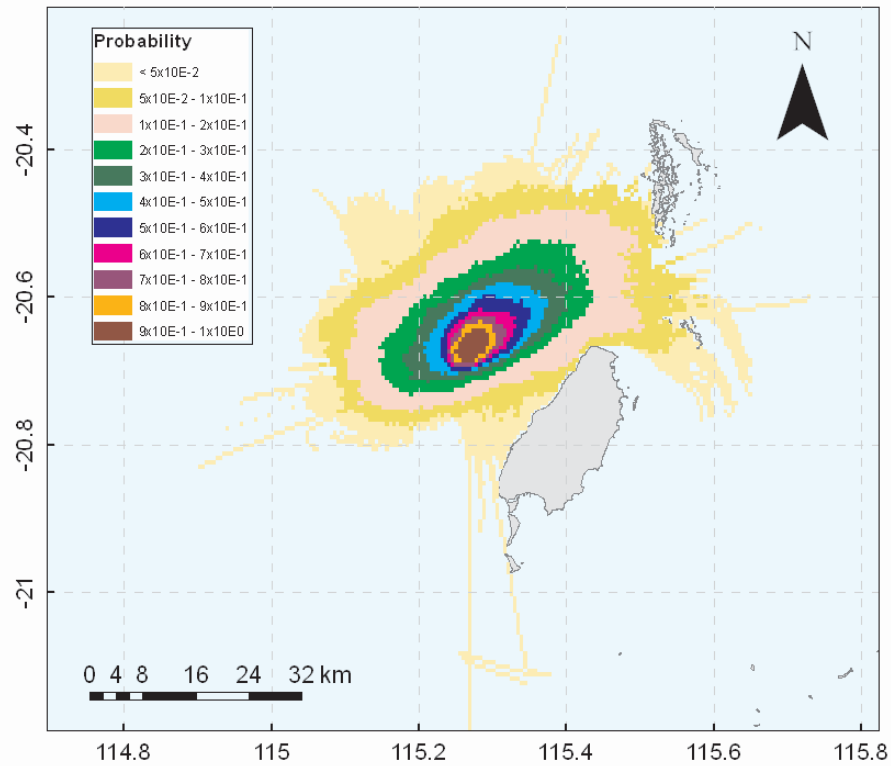 Probability
< 5x10E-2
5x10E-2 - 1x10E-1
1x10E-1 - 2x10E-1
2x10E-1 - 3x10E-1
3x10E-1 - 4x10E-1
4x10E-1 - 5x10E-1
5x10E-1 - 6x10E-1
6x10E-1 - 7x10E-1
7x10E-1 - 8x10E-1
8x10E-1 - 9x10E-1
9x10E-1 - 1x10E0
N
-20.4
-20.6
-20.8
-21
0 4 8 16 24 32 km
114.8 115 115.2 115.4 115.6 115.8